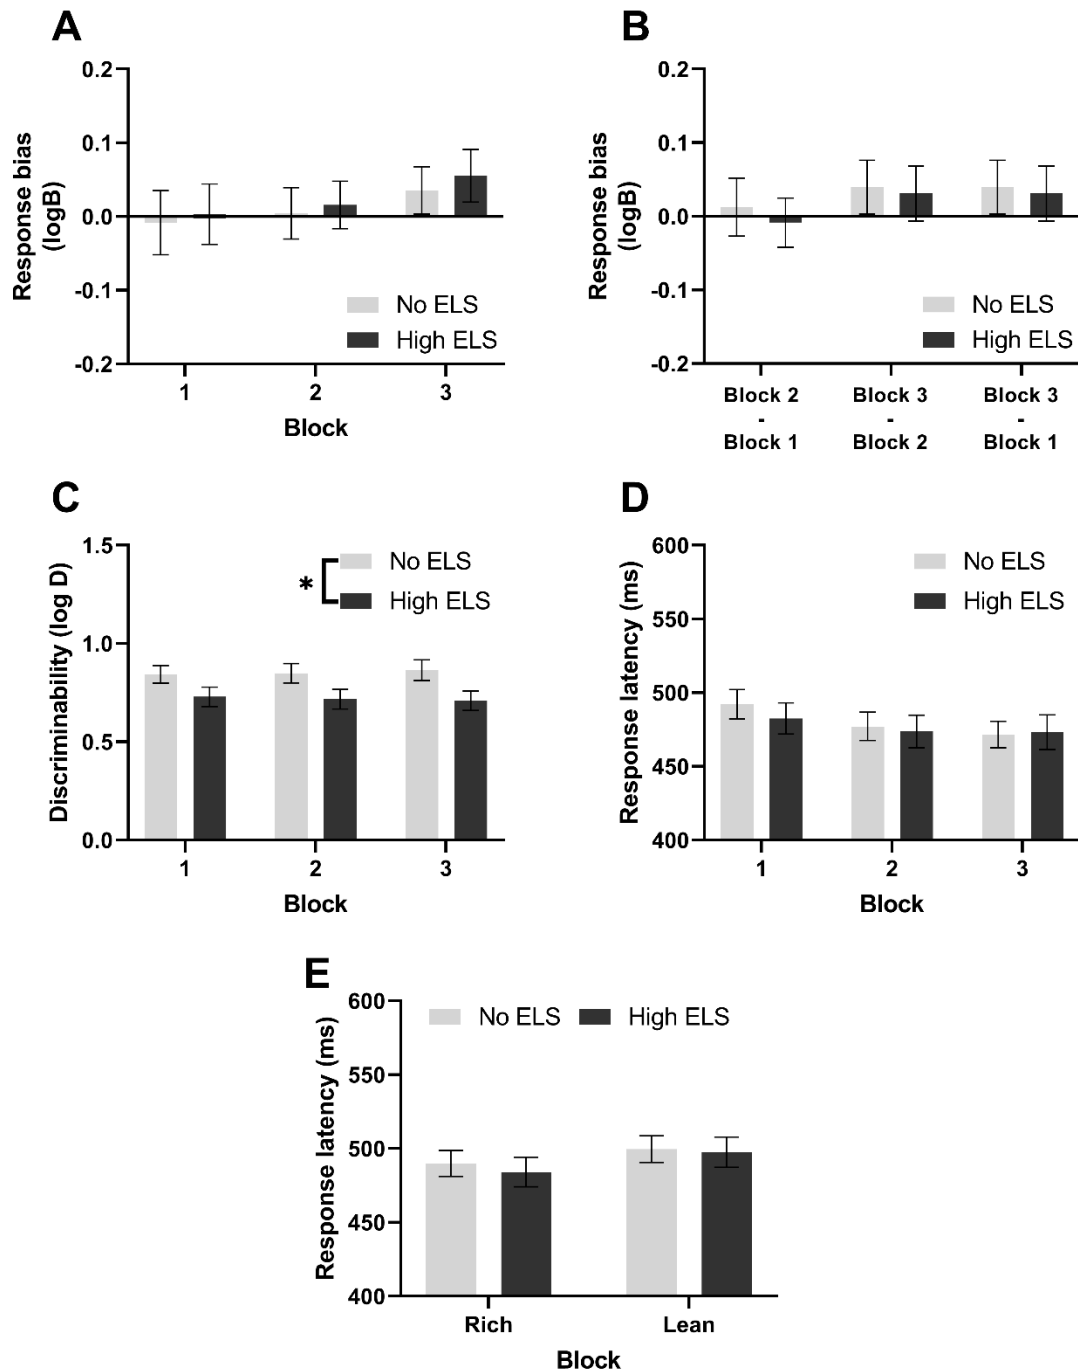 A
Response bias
(logB)
0.2
0.1
0.0
-0.1
-0.2
No ELS
High ELS
1 2 3
Block
B
Response bias
(logB)
0.2
0.1
0.0
-0.1
-0.2
No ELS
High ELS
Block 2 Block 3 Block 3
- - -
Block 1 Block 2 Block 1
C
Discriminability (log D)
1.5
1.0
0.5
0.0
No ELS
*
High ELS
1 2 3
Block
D
Response latency (ms)
600
550
500
450
400
No ELS
High ELS
1 2 3
Block
E
Response latency (ms)
600
550
500
450
400
No ELS High ELS
Rich Lean
Block